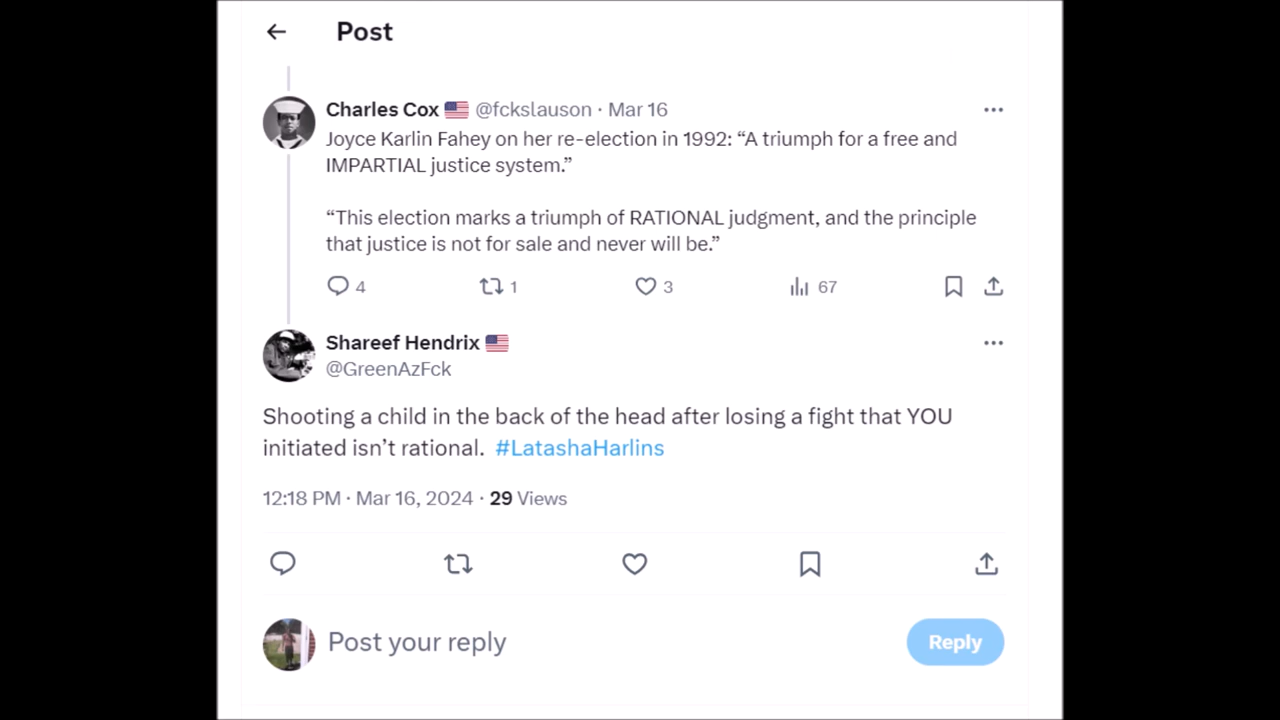 Post
Charles Cox 🇺🇸 @fckslauson · Mar 16
Joyce Karlin Fahey on her re-election in 1992: “A triumph for a free and
IMPARTIAL justice system.”
“This election marks a triumph of RATIONAL judgment, and the principle
that justice is not for sale and never will be.”
4 1 3 67
Shareef Hendrix 🇺🇸
@GreenAzFck
Shooting a child in the back of the head after losing a fight that YOU
initiated isn’t rational. #LatashaHarlins
12:18 PM · Mar 16, 2024 · 29 Views
Post your reply
Reply